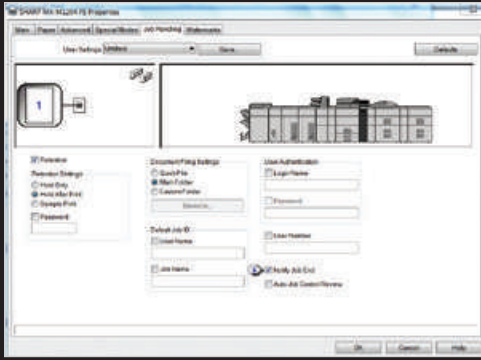 SHARP MX-M1204 PS Properties
Main Paper Advanced Special Modes Job Handling Watermarks
User Settings: Untitled Save Defaults
1
Retention
Document Filing Settings
User Authentication
Retention Settings
Quick File
Login Name
Hold Only
Main Folder
Hold After Print
Custom Folder
Sample Print
Password
Password
Default Job ID
User Name
User Number
Job Name
Notify Job End
Auto Job Control Review
OK Cancel Help